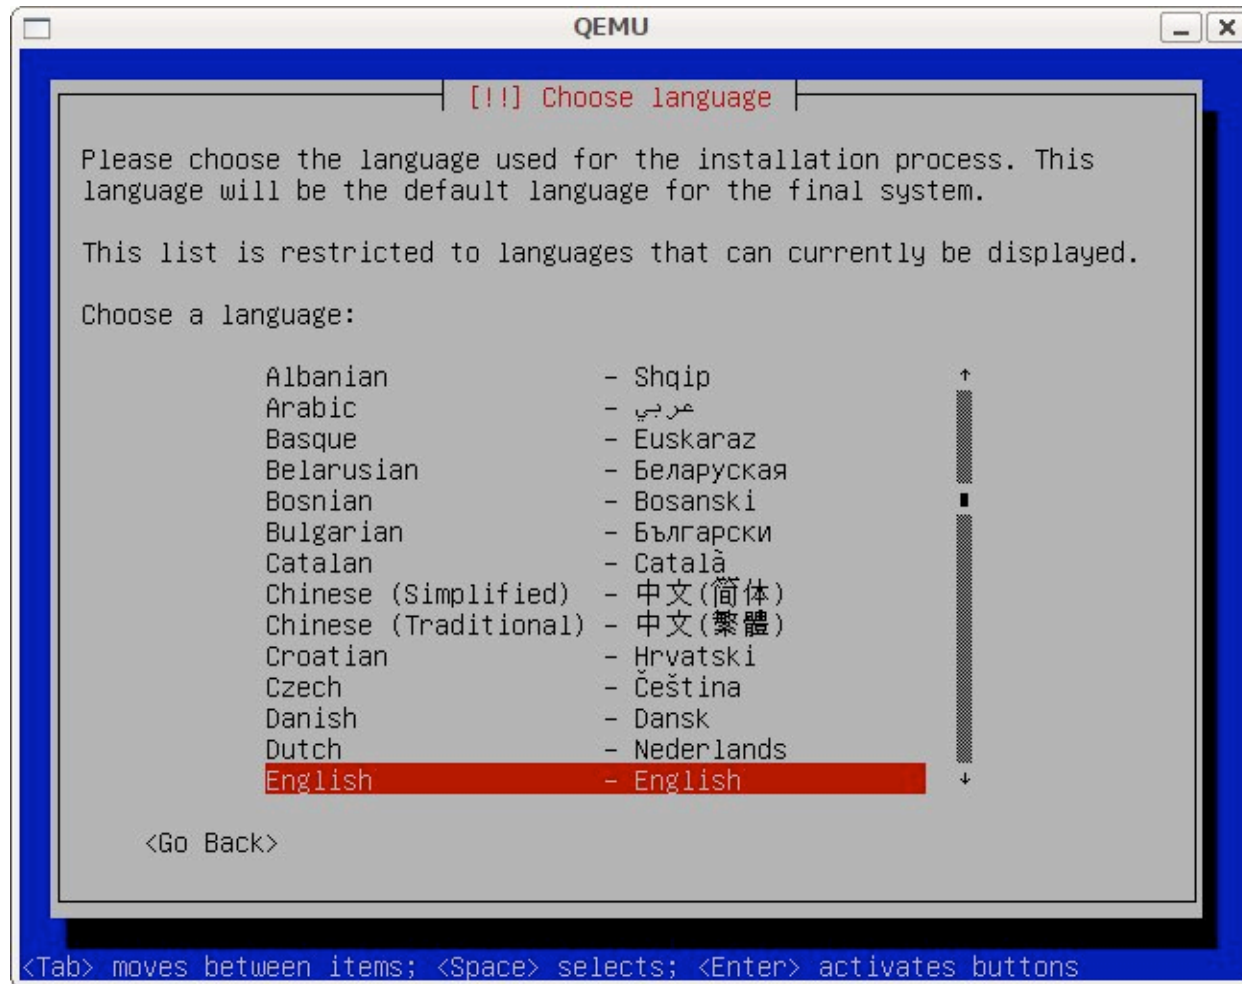 QEMU
[!!] Choose language
Please choose the language used for the installation process. This
language will be the default language for the final system.
This list is restricted to languages that can currently be displayed.
Choose a language:
Albanian - Shqip
Arabic - عربي
Basque - Euskaraz
Belarusian - Беларуская
Bosnian - Bosanski
Bulgarian - Български
Catalan - Català
Chinese (Simplified) - 中文(简体)
Chinese (Traditional) - 中文(繁體)
Croatian - Hrvatski
Czech - Čeština
Danish - Dansk
Dutch - Nederlands
English - English
<Go Back>
<Tab> moves between items; <Space> selects; <Enter> activates buttons